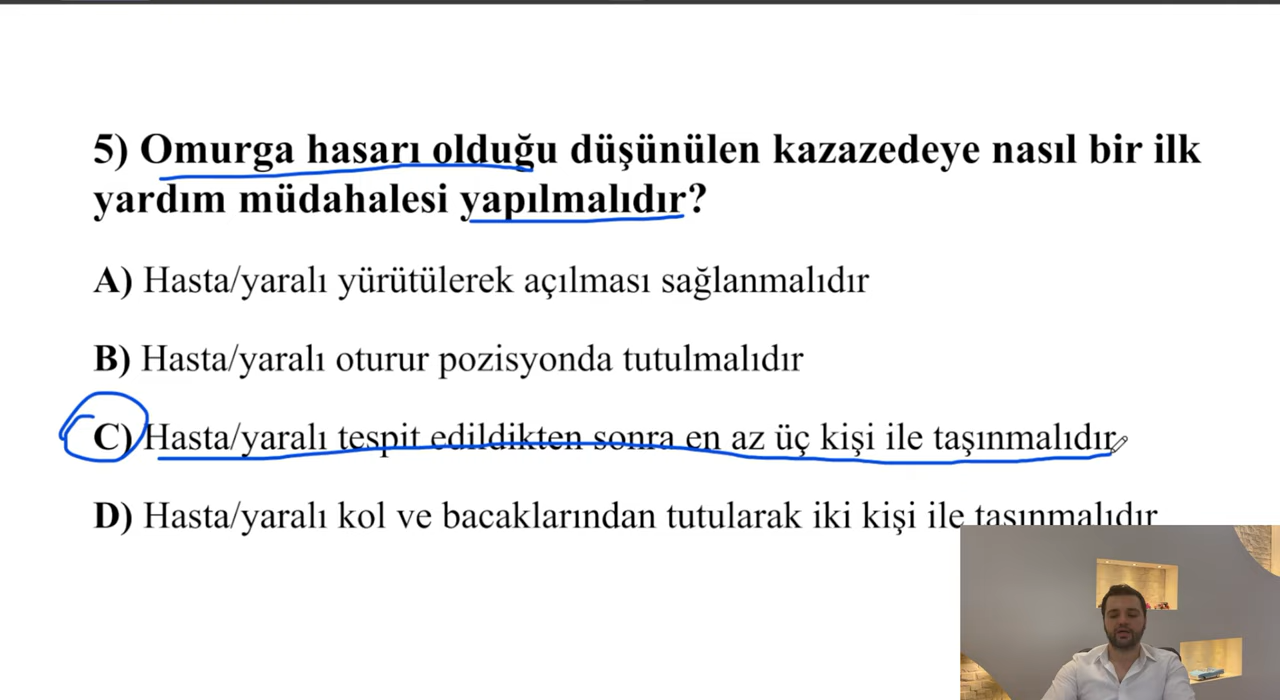 5) Omurga hasarı olduğu düşünülen kazazedeye nasıl bir ilk
yardım müdahalesi yapılmalıdır?
A) Hasta/yaralı yürütülerek açılması sağlanmalıdır
B) Hasta/yaralı oturur pozisyonda tutulmalıdır
C) Hasta/yaralı tespit edildikten sonra en az üç kişi ile taşınmalıdır
D) Hasta/yaralı kol ve bacaklarından tutularak iki kişi ile taşınmalıdır